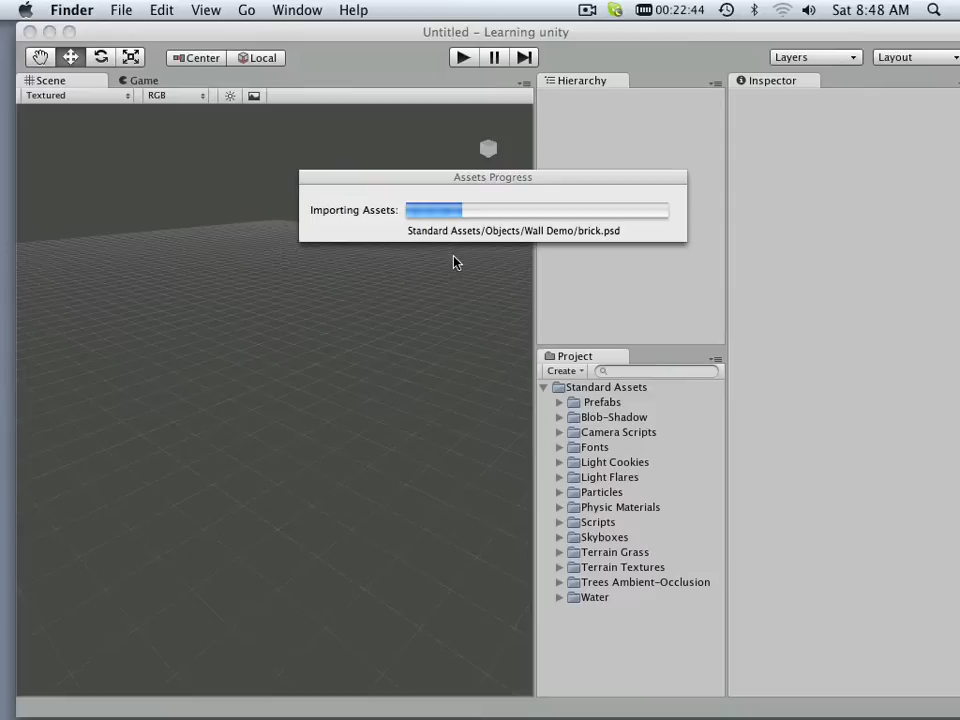 Finder File Edit View Go Window Help 00:22:44 Sat 8:48 AM
Untitled – Learning unity
Center Local Layers Layout
Scene Game Hierarchy Inspector
Textured RGB
Assets Progress
Importing Assets:
Standard Assets/Objects/Wall Demo/brick.psd
Project
Create
Standard Assets
Prefabs
Blob-Shadow
Camera Scripts
Fonts
Light Cookies
Light Flares
Particles
Physic Materials
Scripts
Skyboxes
Terrain Grass
Terrain Textures
Trees Ambient-Occlusion
Water